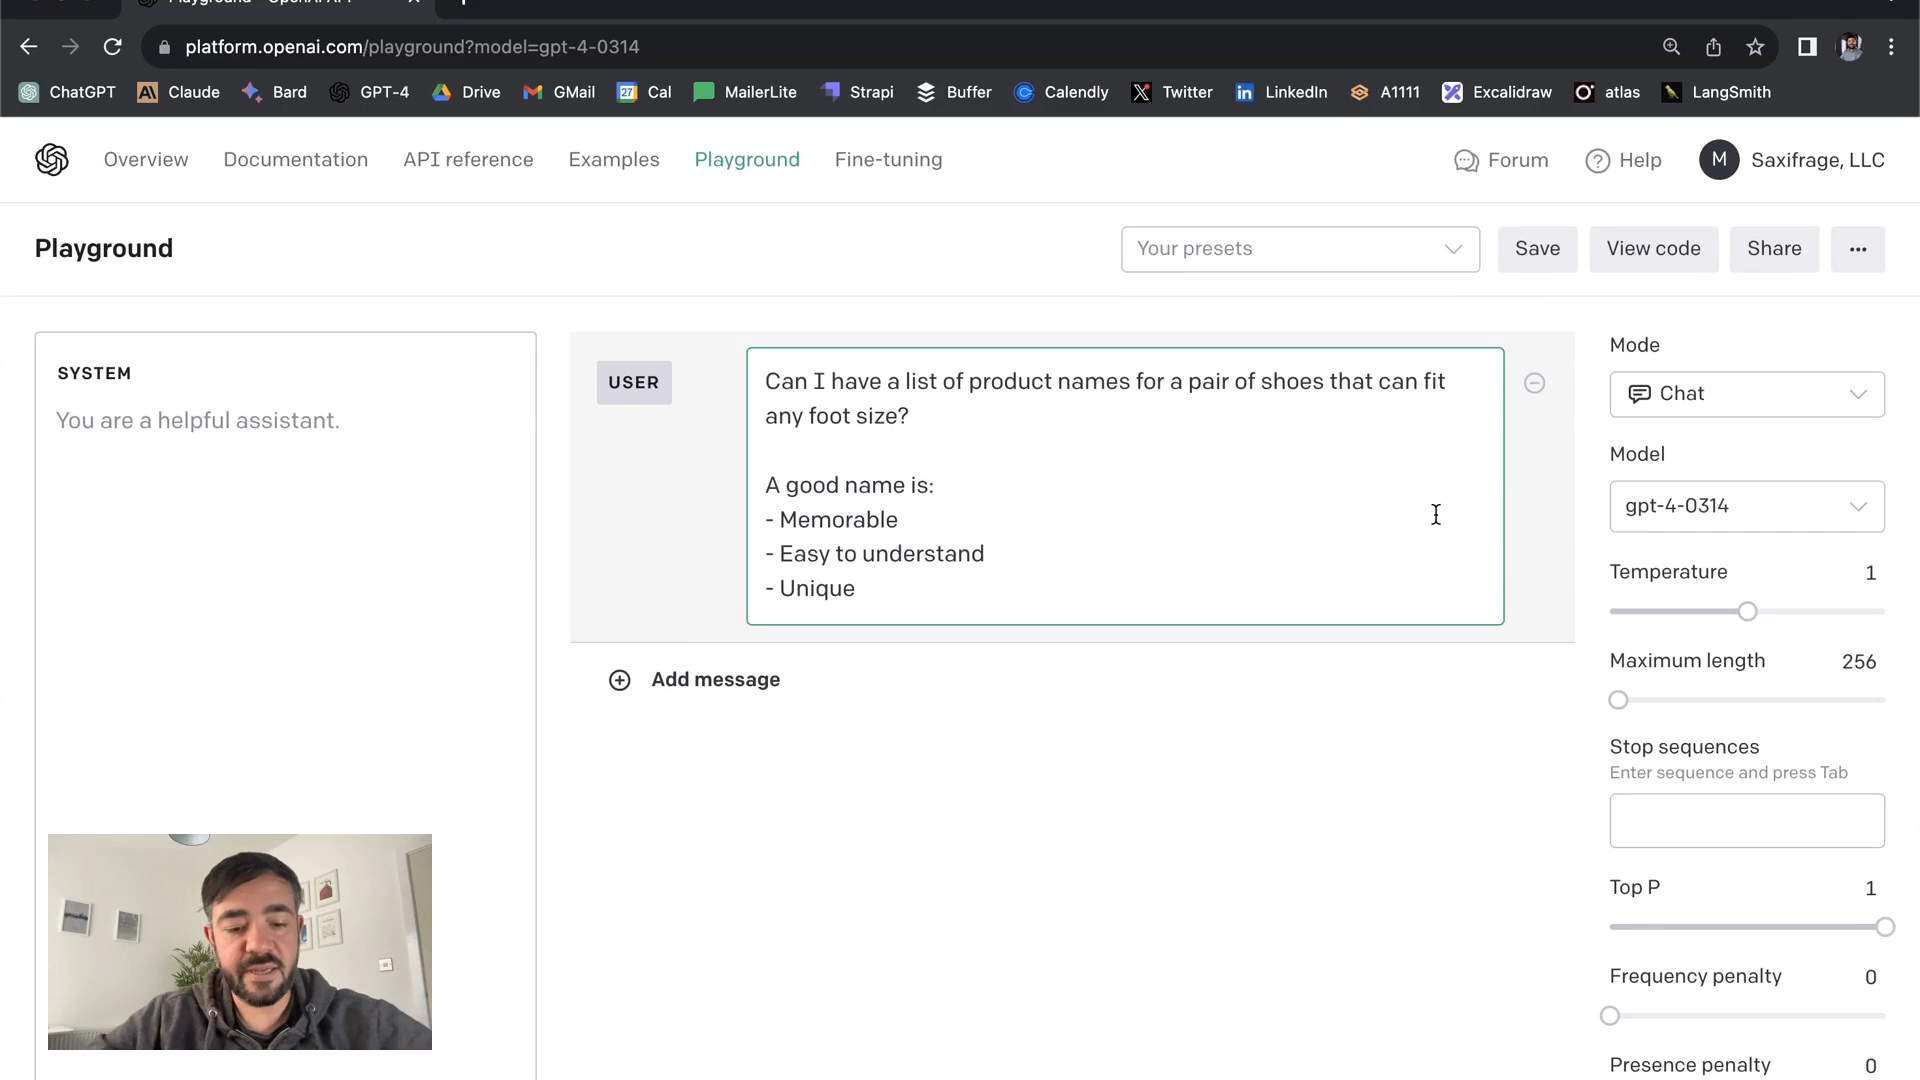 platform.openai.com/playground?model=gpt-4-0314
ChatGPT
Claude
Bard
GPT-4
Drive
GMail
27
Cal
MailerLite
Strapi
Buffer
Calendly
Twitter
LinkedIn
A1111
Excalidraw
atlas
LangSmith
Overview
Documentation
API reference
Examples
Playground
Fine-tuning
Forum
Help
M
Saxifrage, LLC
Playground
Your presets
Save
View code
Share
SYSTEM
You are a helpful assistant.
USER
Can I have a list of product names for a pair of shoes that can fit
any foot size?
A good name is:
- Memorable
- Easy to understand
- Unique
Add message
Mode
Chat
Model
gpt-4-0314
Temperature 1
Maximum length 256
Stop sequences
Enter sequence and press Tab
Top P 1
Frequency penalty 0
Presence penalty 0